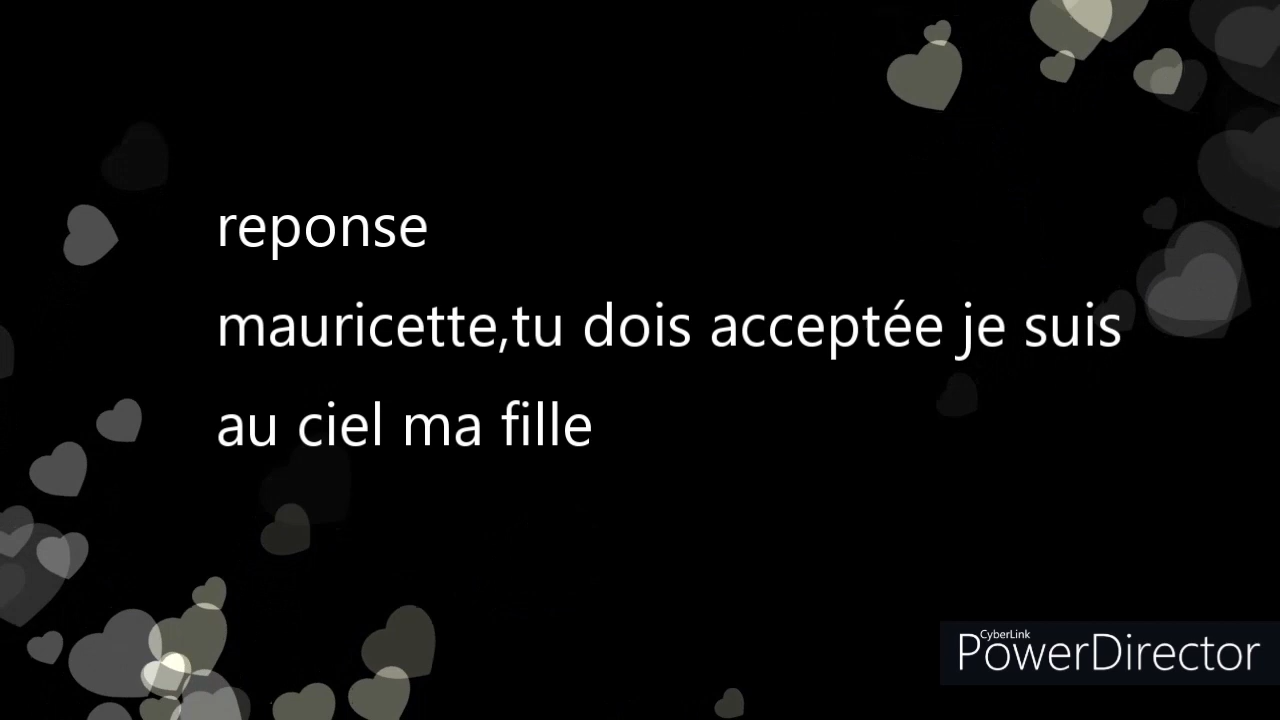 reponse
mauricette,tu dois acceptée je suis
au ciel ma fille
CyberLink
PowerDirector